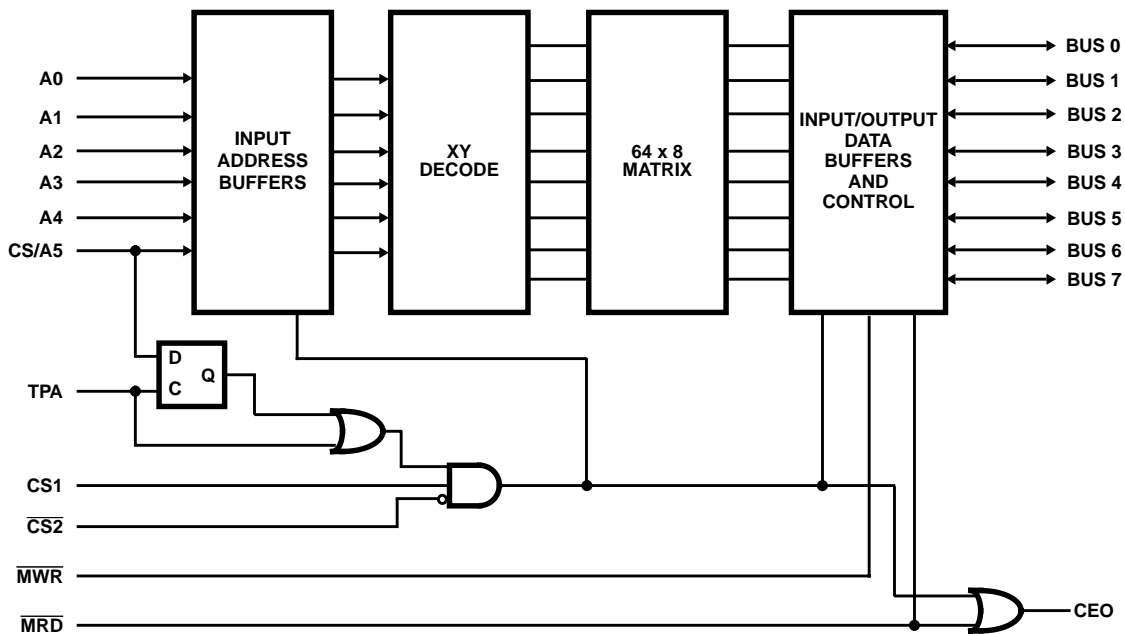 A0
A1
A2
A3
A4
CS/A5
INPUT
ADDRESS
BUFFERS
XY
DECODE
64 x 8
MATRIX
INPUT/OUTPUT
DATA
BUFFERS
AND
CONTROL
BUS 0
BUS 1
BUS 2
BUS 3
BUS 4
BUS 5
BUS 6
BUS 7
D
C
Q
TPA
CS1
CS2
MWR
MRD
CEO